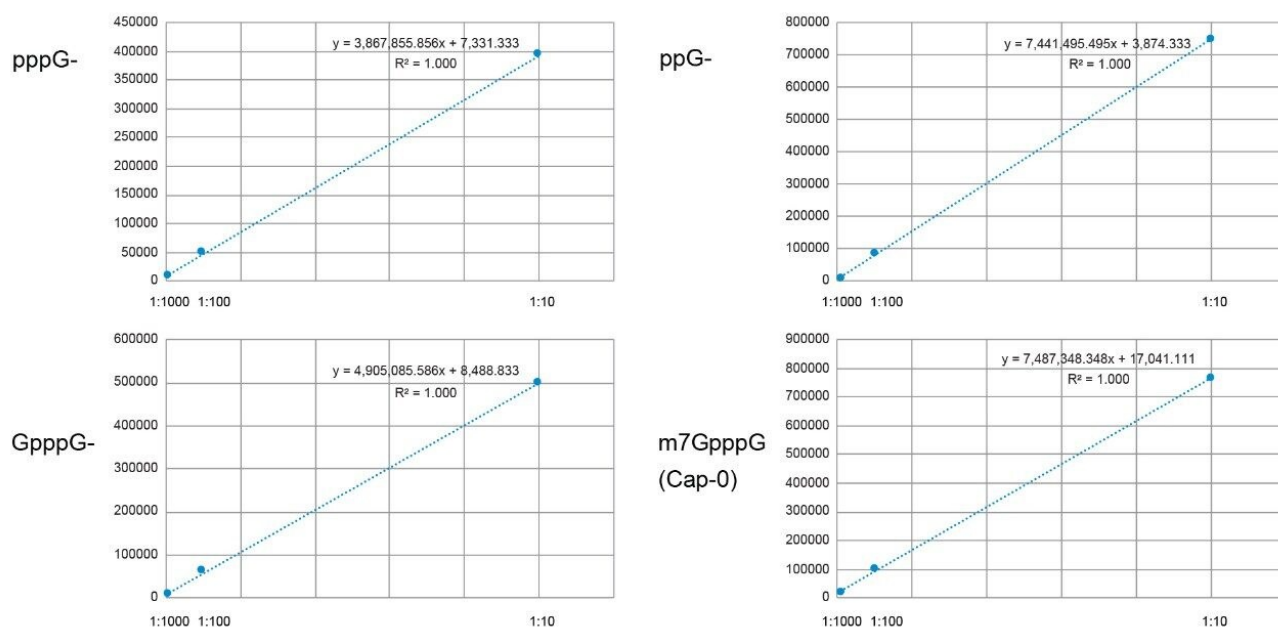 pppG-
450000
400000
350000
300000
250000
200000
150000
100000
50000
0
y = 3,867,855.856x + 7,331.333
R² = 1.000
1:1000 1:100 1:10
ppG-
800000
700000
600000
500000
400000
300000
200000
100000
0
y = 7,441,495.495x + 3,874.333
R² = 1.000
1:1000 1:100 1:10
GpppG-
600000
500000
400000
300000
200000
100000
0
y = 4,905,085.586x + 8,488.833
R² = 1.000
1:1000 1:100 1:10
m7GpppG
(Cap-0)
900000
800000
700000
600000
500000
400000
300000
200000
100000
0
y = 7,487,348.348x + 17,041.111
R² = 1.000
1:1000 1:100 1:10